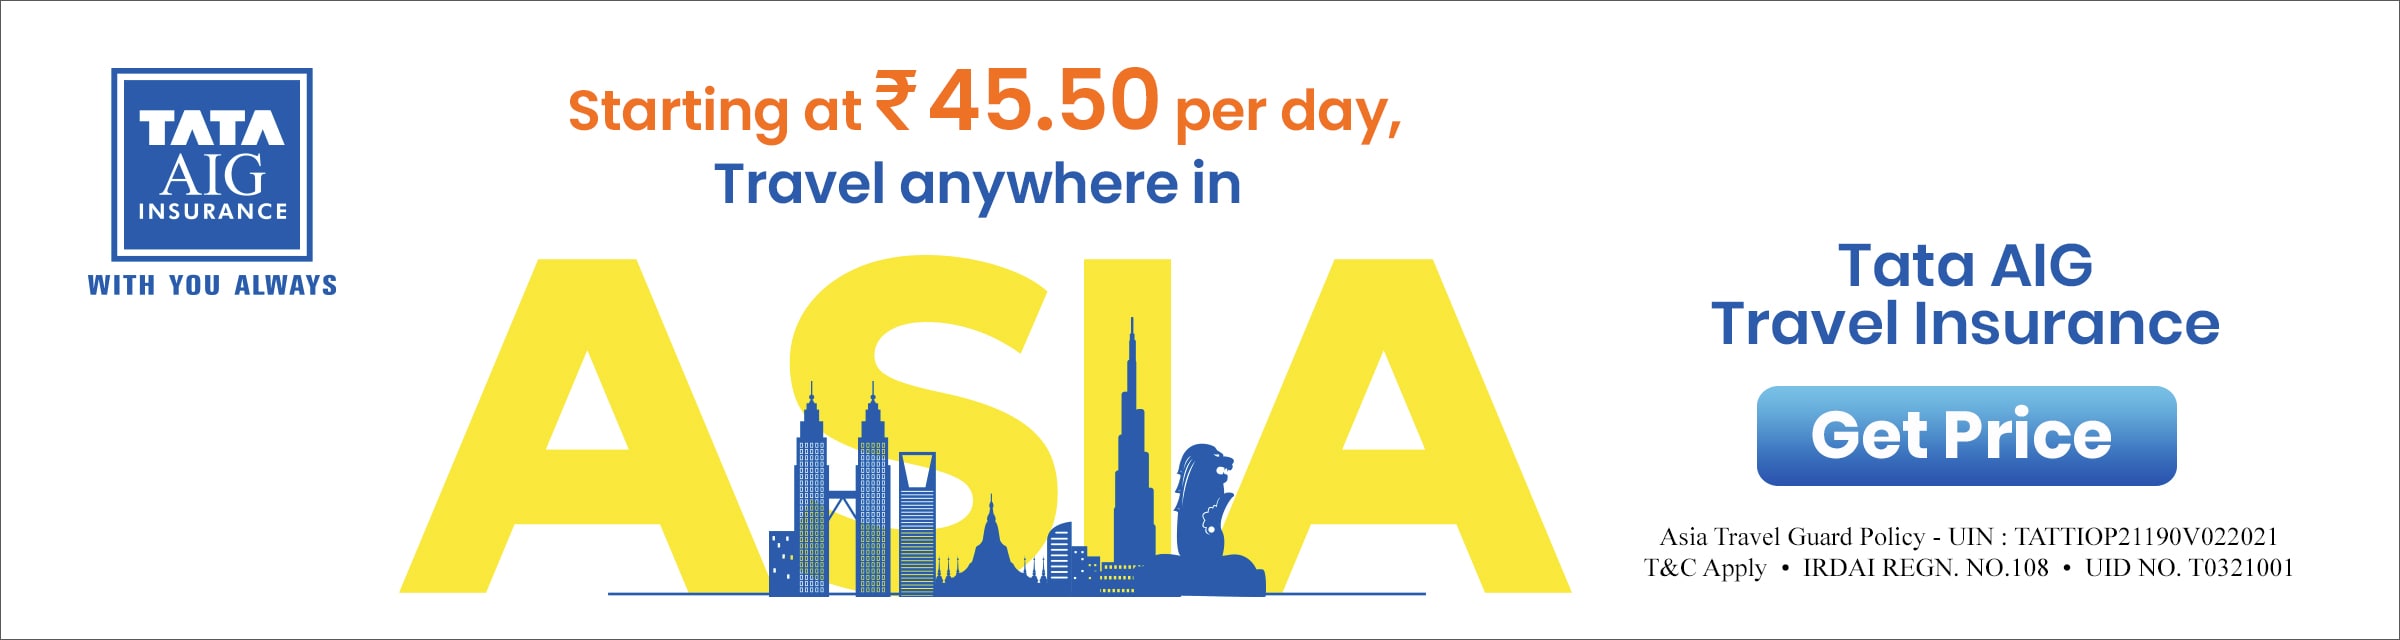 TATA
AIG
INSURANCE
WITH YOU ALWAYS
Starting at ₹ 45.50 per day,
Travel anywhere in
ASIA
Tata AIG
Travel Insurance
Get Price
Asia Travel Guard Policy - UIN : TATTIOP21190V022021
T&C Apply • IRDAI REGN. NO.108 • UID NO. T0321001